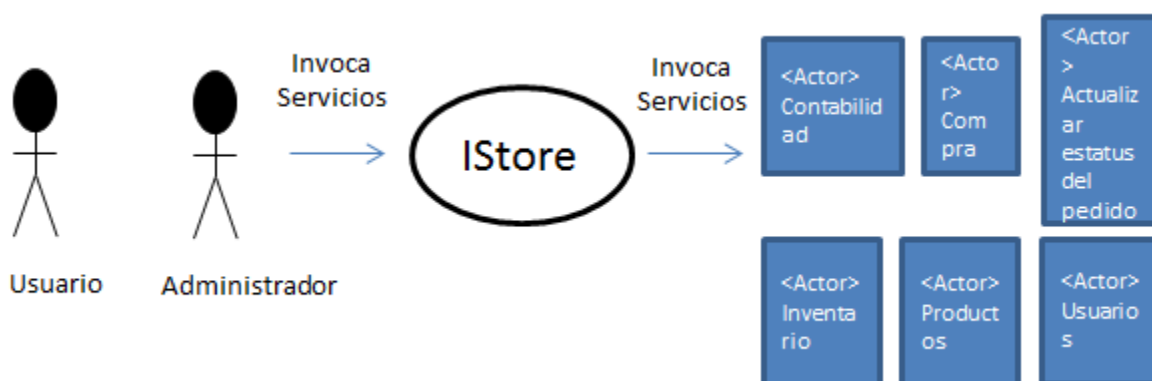 Usuario
Administrador
Invoca
Servicios
IStore
Invoca
Servicios
<Actor>
Contabilid
ad
<Acto
r>
Com
pra
<Actor
>
Actualiz
ar
estatus
del
pedido
<Actor>
Inventa
rio
<Actor>
Product
os
<Actor>
Usuario
s